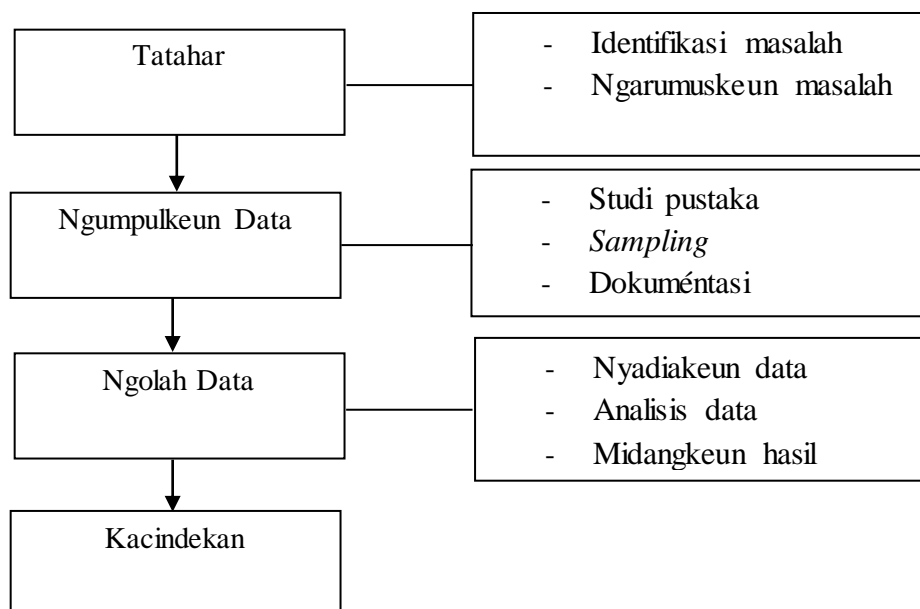 Tatahar
- Identifikasi masalah
- Ngarumuskeun masalah
Ngumpulkeun Data
- Studi pustaka
- Sampling
- Dokuméntasi
Ngolah Data
- Nyadiakeun data
- Analisis data
- Midangkeun hasil
Kacindekan